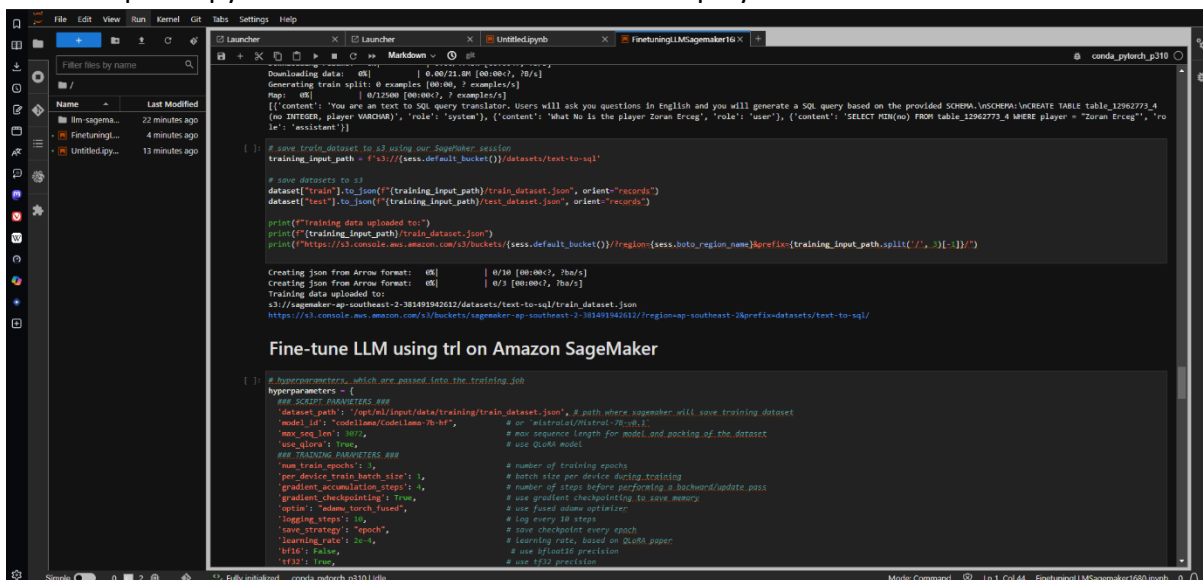 File Edit View Run Kernel Git Tabs Settings Help
Launcher
Launcher
Untitled.ipynb
FinetuningLLMSagemaker16
Filter files by name
/
Name Last Modified
llm-sagema... 22 minutes ago
FinetuningL... 4 minutes ago
Untitled.ipy... 13 minutes ago
Markdown
git
conda_pytorch_p310
Downloading data: 0%| | 0.00/21.8M [00:00<?, ?B/s]
Generating train split: 0 examples [00:00, ? examples/s]
Map: 0%| | 0/12500 [00:00<?, ? examples/s]
[{'content': 'You are an text to SQL query translator. Users will ask you questions in English and you will generate a SQL query based on the provided SCHEMA.\nSCHEMA:\nCREATE TABLE table_12962773_4
(no INTEGER, player VARCHAR)', 'role': 'system'}, {'content': 'What No is the player Zoran Erceg', 'role': 'user'}, {'content': 'SELECT MIN(no) FROM table_12962773_4 WHERE player = "Zoran Erceg"', 'ro
le': 'assistant'}]
[ ]: # save train_dataset to s3 using our SageMaker session
training_input_path = f's3://{sess.default_bucket()}/datasets/text-to-sql'
# save datasets to s3
dataset["train"].to_json(f"{training_input_path}/train_dataset.json", orient="records")
dataset["test"].to_json(f"{training_input_path}/test_dataset.json", orient="records")
print(f"Training data uploaded to:")
print(f"{training_input_path}/train_dataset.json")
print(f"https://s3.console.aws.amazon.com/s3/buckets/{sess.default_bucket()}/?region={sess.boto_region_name}&prefix={training_input_path.split('/', 3)[-1]}/")
Creating json from Arrow format: 0%| | 0/10 [00:00<?, ?ba/s]
Creating json from Arrow format: 0%| | 0/3 [00:00<?, ?ba/s]
Training data uploaded to:
s3://sagemaker-ap-southeast-2-381491942612/datasets/text-to-sql/train_dataset.json
https://s3.console.aws.amazon.com/s3/buckets/sagemaker-ap-southeast-2-381491942612/?region=ap-southeast-2&prefix=datasets/text-to-sql/
Fine-tune LLM using trl on Amazon SageMaker
[ ]: # hyperparameters, which are passed into the training job
hyperparameters = {
### SCRIPT PARAMETERS ###
'dataset_path': '/opt/ml/input/data/training/train_dataset.json', # path where sagemaker will save training dataset
'model_id': "codellama/CodeLlama-7b-hf", # or `mistralai/Mistral-7B-v0.1`
'max_seq_len': 3072, # max sequence length for model and packing of the dataset
'use_qlora': True, # use QLoRA model
### TRAINING PARAMETERS ###
'num_train_epochs': 3, # number of training epochs
'per_device_train_batch_size': 1, # batch size per device during training
'gradient_accumulation_steps': 4, # number of steps before performing a backward/update pass
'gradient_checkpointing': True, # use gradient checkpointing to save memory
'optim': "adamw_torch_fused", # use fused adamw optimizer
'logging_steps': 10, # log every 10 steps
'save_strategy': "epoch", # save checkpoint every epoch
'learning_rate': 2e-4, # learning rate, based on QLoRA paper
'bf16': False, # use bfloat16 precision
'tf32': True, # use tf32 precision
Simple 0 2 Fully initialized conda_pytorch_p310 | Idle Mode: Command Ln 1, Col 44 FinetuningLLMSagemaker1680.ipynb 0